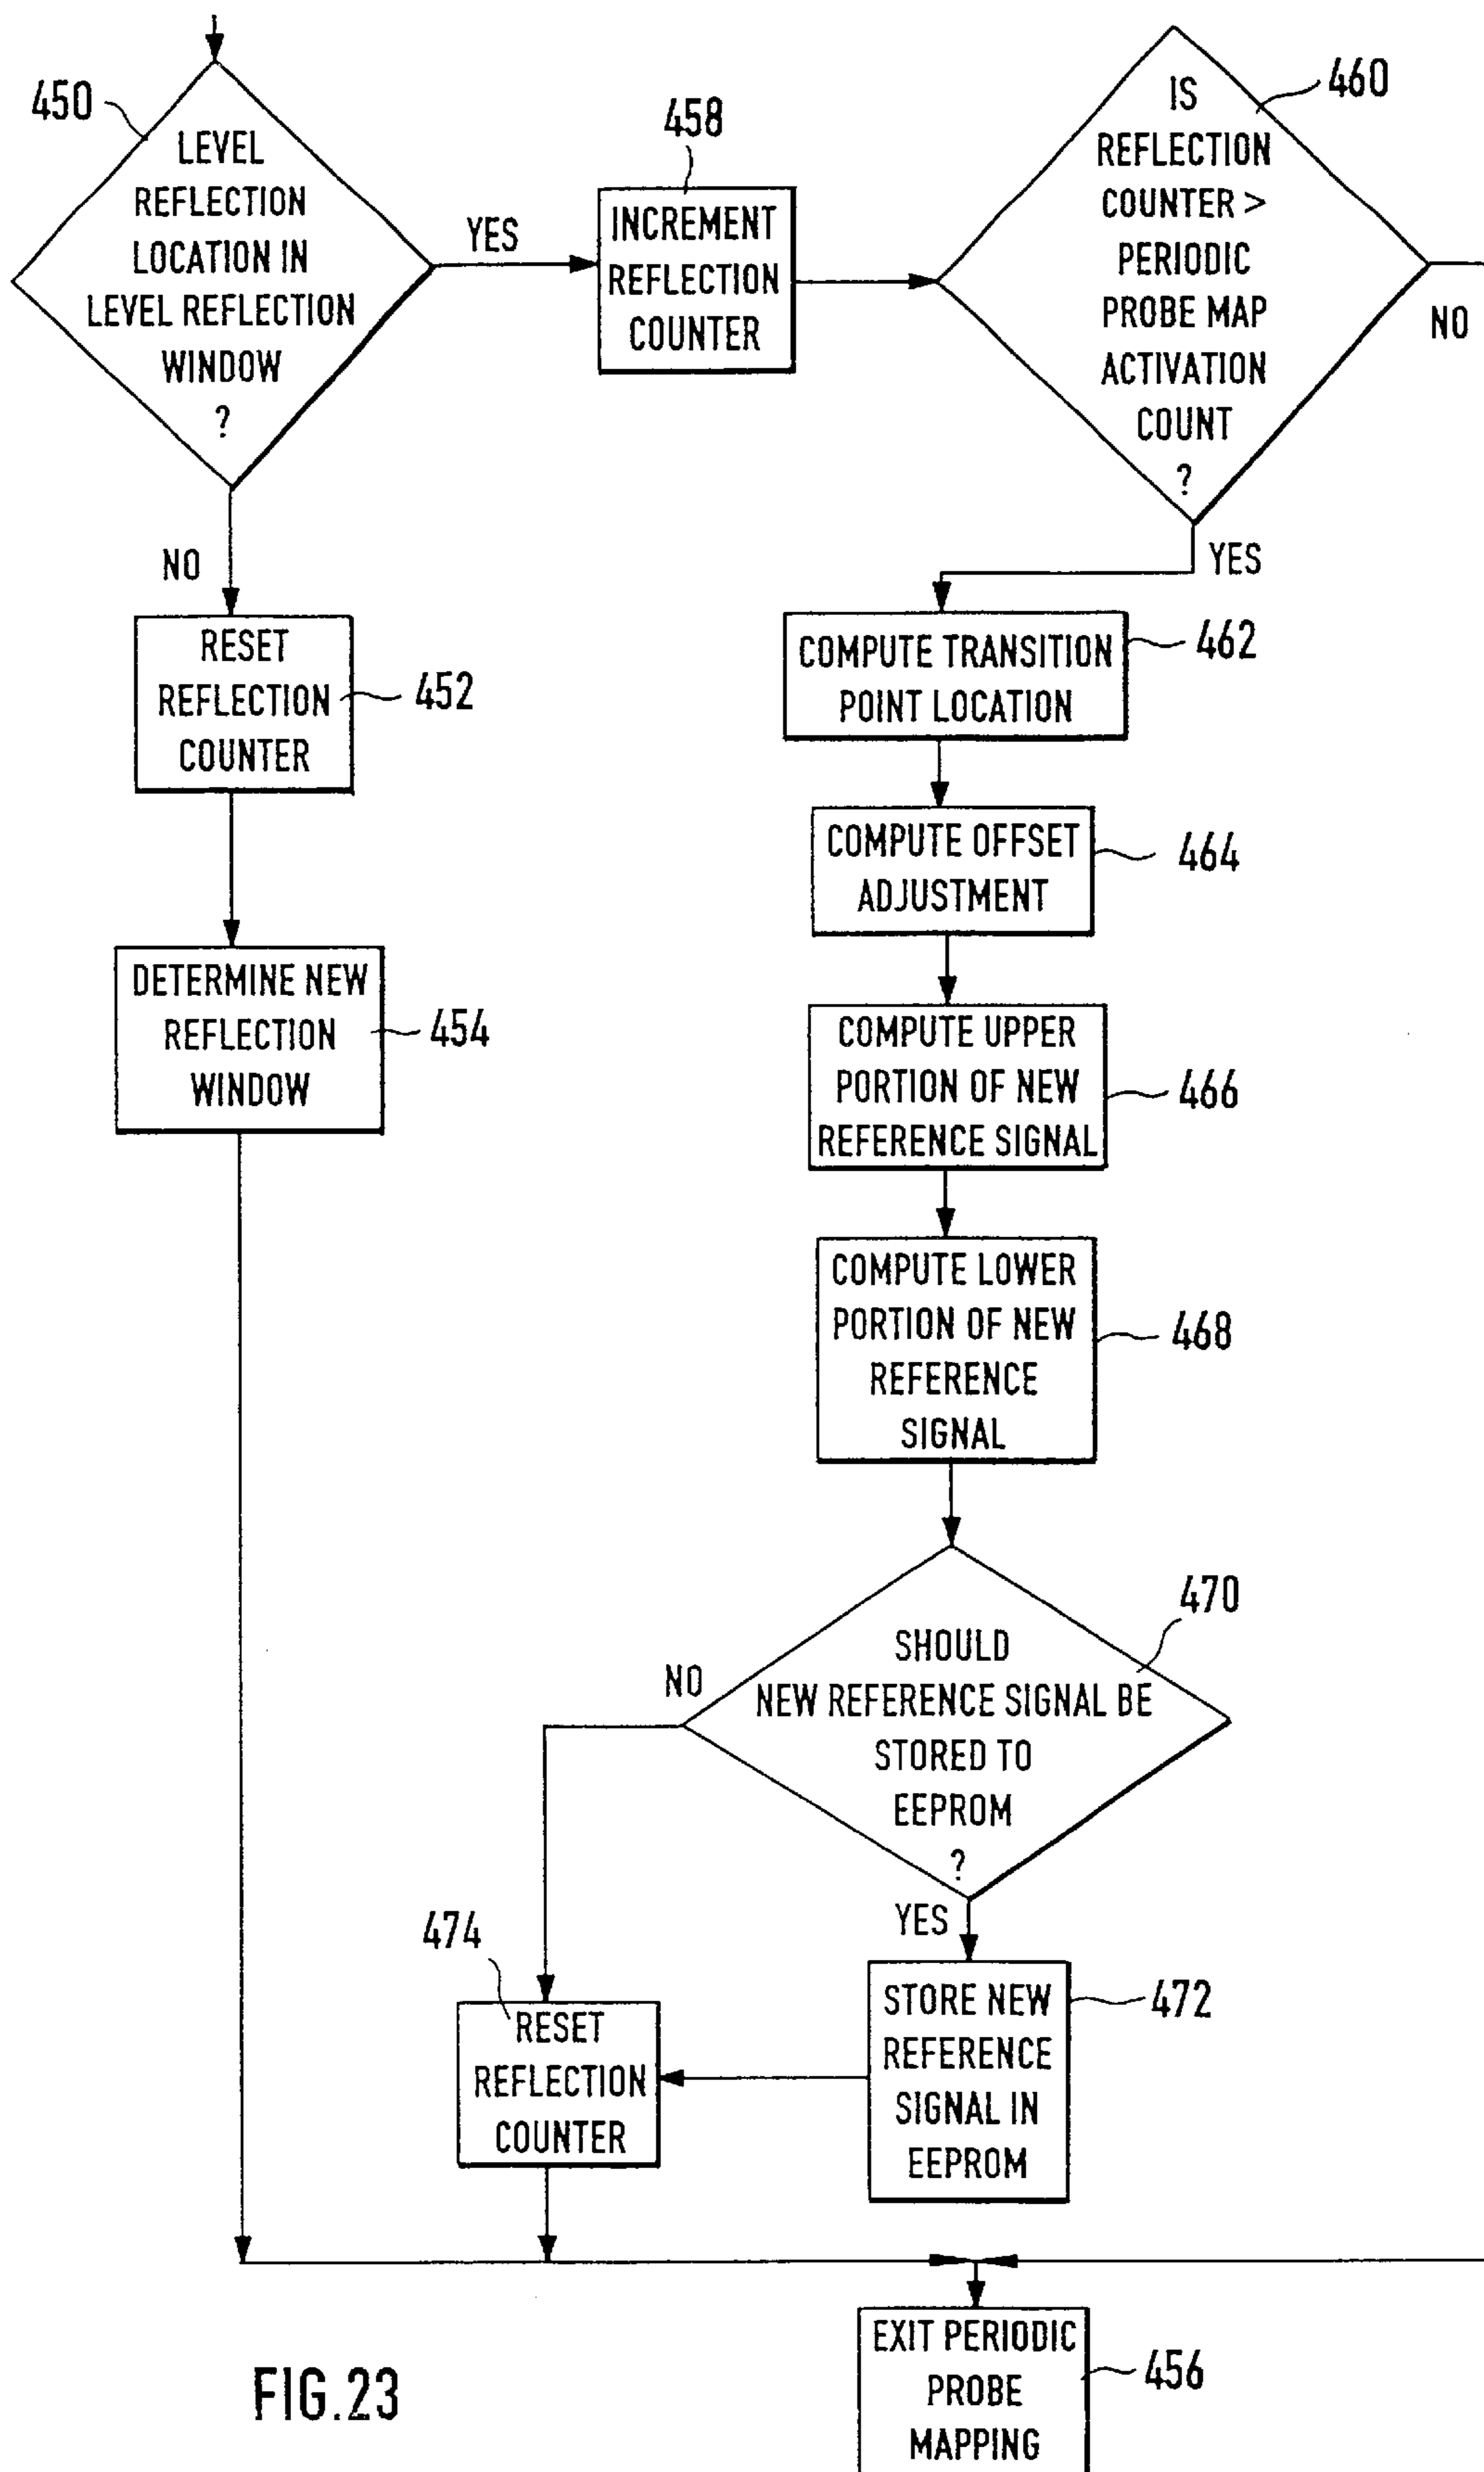 450
LEVEL
REFLECTION
LOCATION IN
LEVEL REFLECTION
WINDOW
?
YES
NO
458
INCREMENT
REFLECTION
COUNTER
460
IS
REFLECTION
COUNTER >
PERIODIC
PROBE MAP
ACTIVATION
COUNT
?
NO
YES
RESET
REFLECTION
COUNTER
452
DETERMINE NEW
REFLECTION
WINDOW
454
COMPUTE TRANSITION
POINT LOCATION
462
COMPUTE OFFSET
ADJUSTMENT
464
COMPUTE UPPER
PORTION OF NEW
REFERENCE SIGNAL
466
COMPUTE LOWER
PORTION OF NEW
REFERENCE
SIGNAL
468
470
SHOULD
NEW REFERENCE SIGNAL BE
STORED TO
EEPROM
?
NO
YES
474
RESET
REFLECTION
COUNTER
STORE NEW
REFERENCE
SIGNAL IN
EEPROM
472
EXIT PERIODIC
PROBE
MAPPING
456
FIG.23